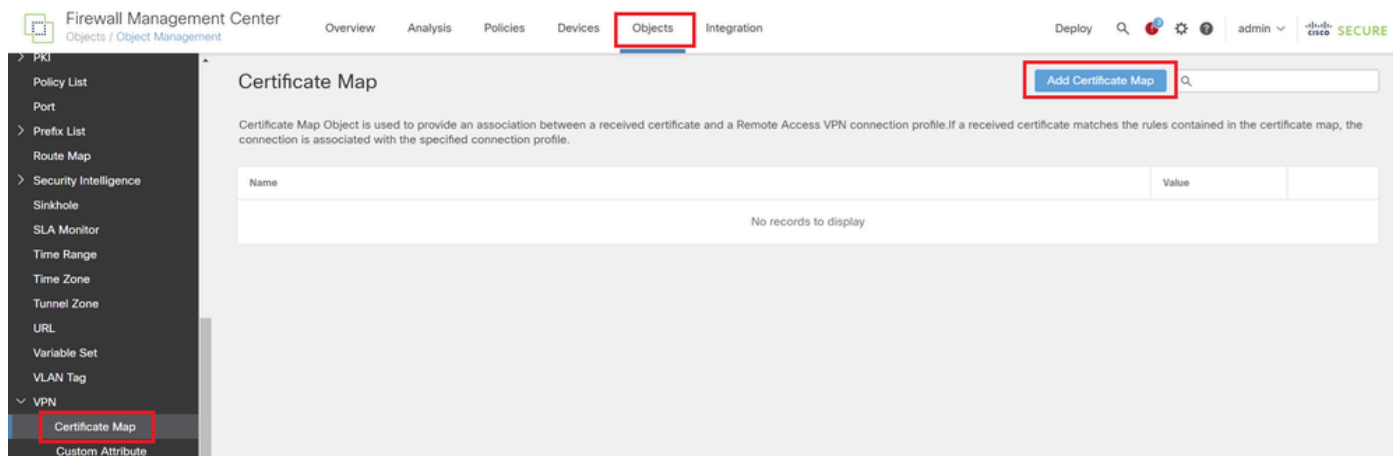 Firewall Management Center
Objects / Object Management
Overview
Analysis
Policies
Devices
Objects
Integration
Deploy
admin
cisco SECURE
PKI
Policy List
Port
Prefix List
Route Map
Security Intelligence
Sinkhole
SLA Monitor
Time Range
Time Zone
Tunnel Zone
URL
Variable Set
VLAN Tag
VPN
Certificate Map
Custom Attribute
Certificate Map
Add Certificate Map
Certificate Map Object is used to provide an association between a received certificate and a Remote Access VPN connection profile.If a received certificate matches the rules contained in the certificate map, the
connection is associated with the specified connection profile.
Name
Value
No records to display